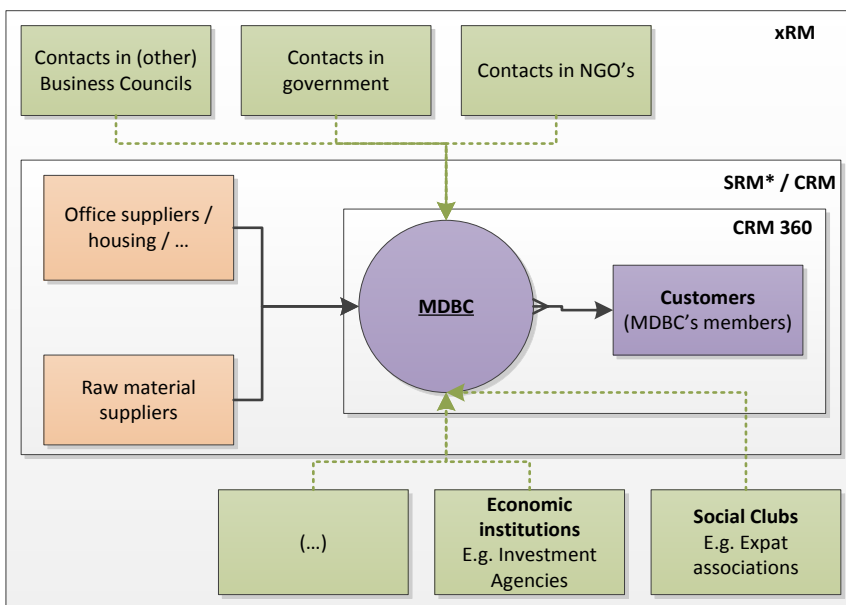 xRM
Contacts in (other)
Business Councils
Contacts in
government
Contacts in NGO's
SRM* / CRM
Office suppliers /
housing / …
CRM 360
MDBC
Customers
(MDBC's members)
Raw material
suppliers
(…)
Economic
institutions
E.g. Investment
Agencies
Social Clubs
E.g. Expat
associations